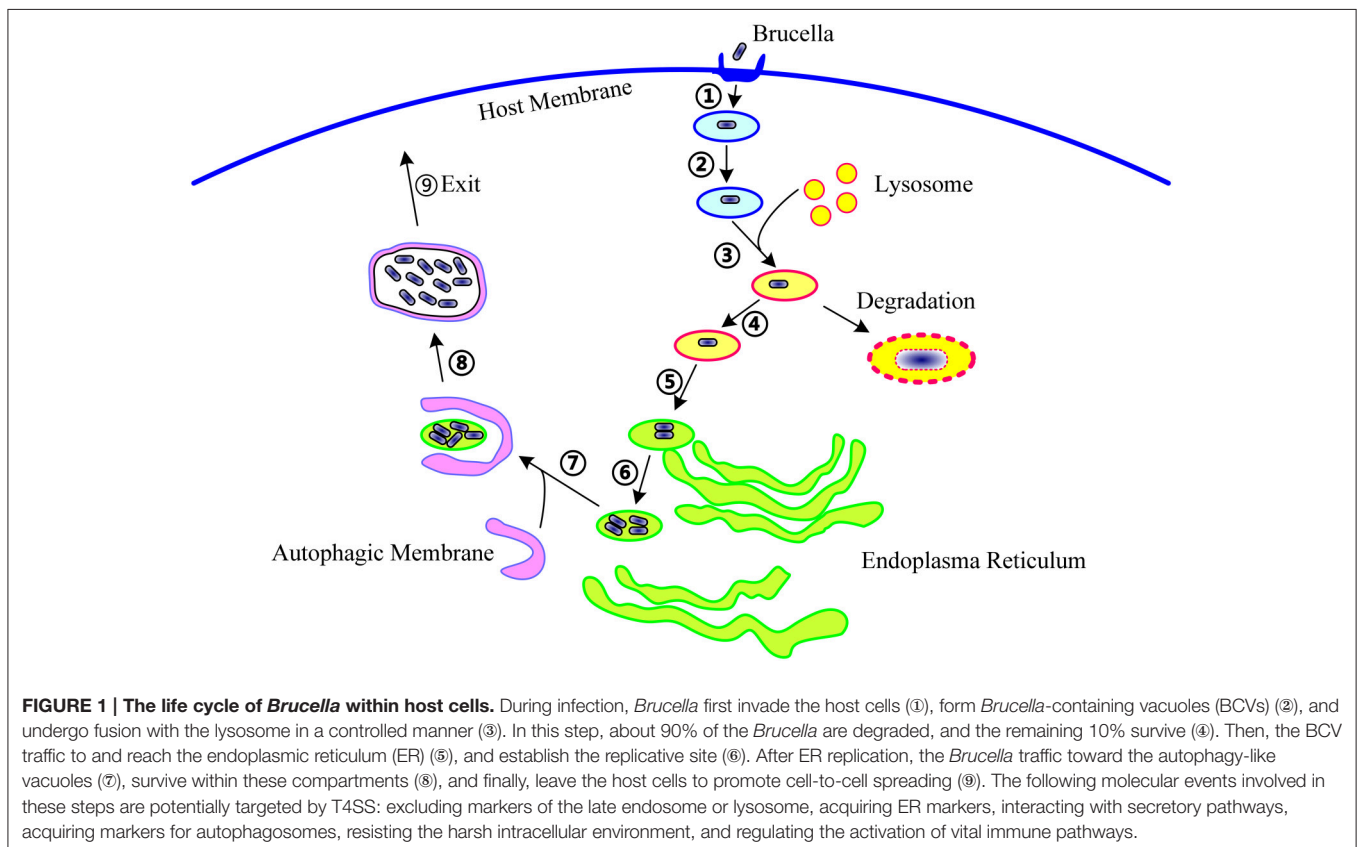 Brucella
Host Membrane
①
②
Lysosome
⑨ Exit
③
Degradation
④
⑧
⑤
⑦
⑥
Autophagic Membrane
Endoplasma Reticulum
FIGURE 1 | The life cycle of Brucella within host cells. During infection, Brucella first invade the host cells (①), form Brucella-containing vacuoles (BCVs) (②), and
undergo fusion with the lysosome in a controlled manner (③). In this step, about 90% of the Brucella are degraded, and the remaining 10% survive (④). Then, the BCV
traffic to and reach the endoplasmic reticulum (ER) (⑤), and establish the replicative site (⑥). After ER replication, the Brucella traffic toward the autophagy-like
vacuoles (⑦), survive within these compartments (⑧), and finally, leave the host cells to promote cell-to-cell spreading (⑨). The following molecular events involved in
these steps are potentially targeted by T4SS: excluding markers of the late endosome or lysosome, acquiring ER markers, interacting with secretory pathways,
acquiring markers for autophagosomes, resisting the harsh intracellular environment, and regulating the activation of vital immune pathways.